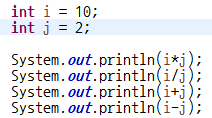 int i = 10;
int j = 2;
System.out.println(i*j);
System.out.println(i/j);
System.out.println(i+j);
System.out.println(i-j);